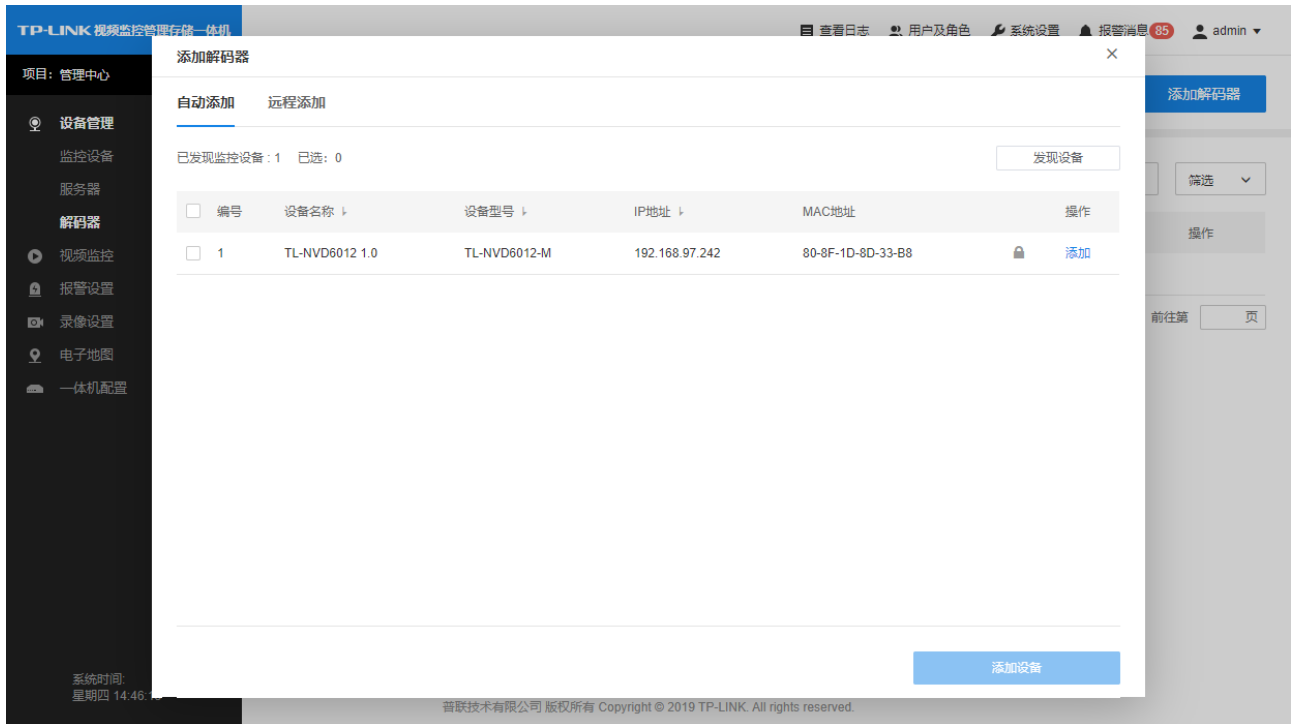 TP-LINK 视频监控管理存储一体机
查看日志 用户及角色 系统设置 报警消息 85 admin
项目: 管理中心
添加解码器
添加解码器
自动添加 远程添加
设备管理
监控设备
服务器
解码器
视频监控
报警设置
录像设置
电子地图
一体机配置
已发现监控设备 : 1 已选: 0
发现设备
筛选
编号 设备名称 设备型号 IP地址 MAC地址 操作
操作
1 TL-NVD6012 1.0 TL-NVD6012-M 192.168.97.242 80-8F-1D-8D-33-B8 添加
前往第 页
添加设备
系统时间:
星期四 14:46:
普联技术有限公司 版权所有 Copyright © 2019 TP-LINK. All rights reserved.